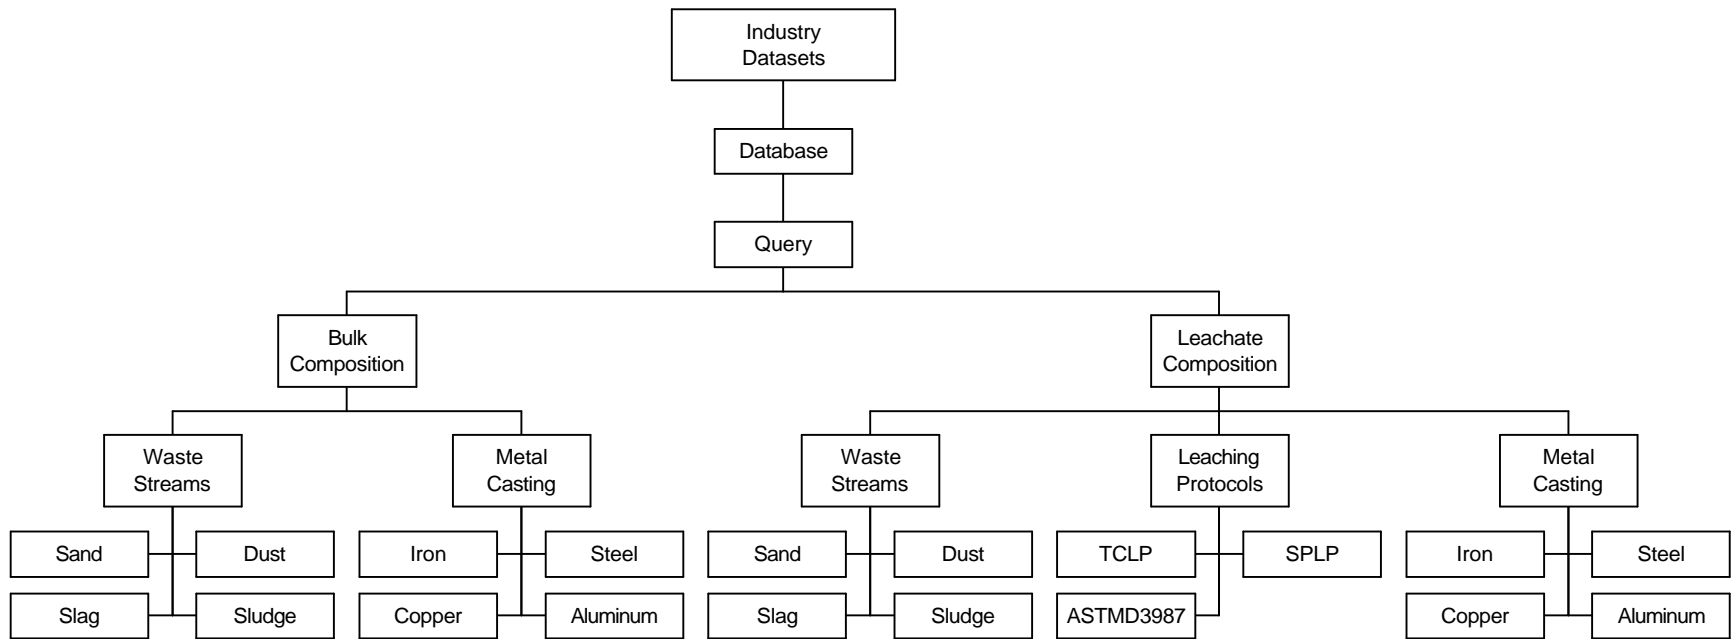 Industry
Datasets
Database
Query
Bulk
Composition
Leachate
Composition
Waste
Streams
Metal
Casting
Waste
Streams
Leaching
Protocols
Metal
Casting
Sand
Dust
Iron
Steel
Sand
Dust
TCLP
SPLP
Iron
Steel
Slag
Sludge
Copper
Aluminum
Slag
Sludge
ASTMD3987
Copper
Aluminum